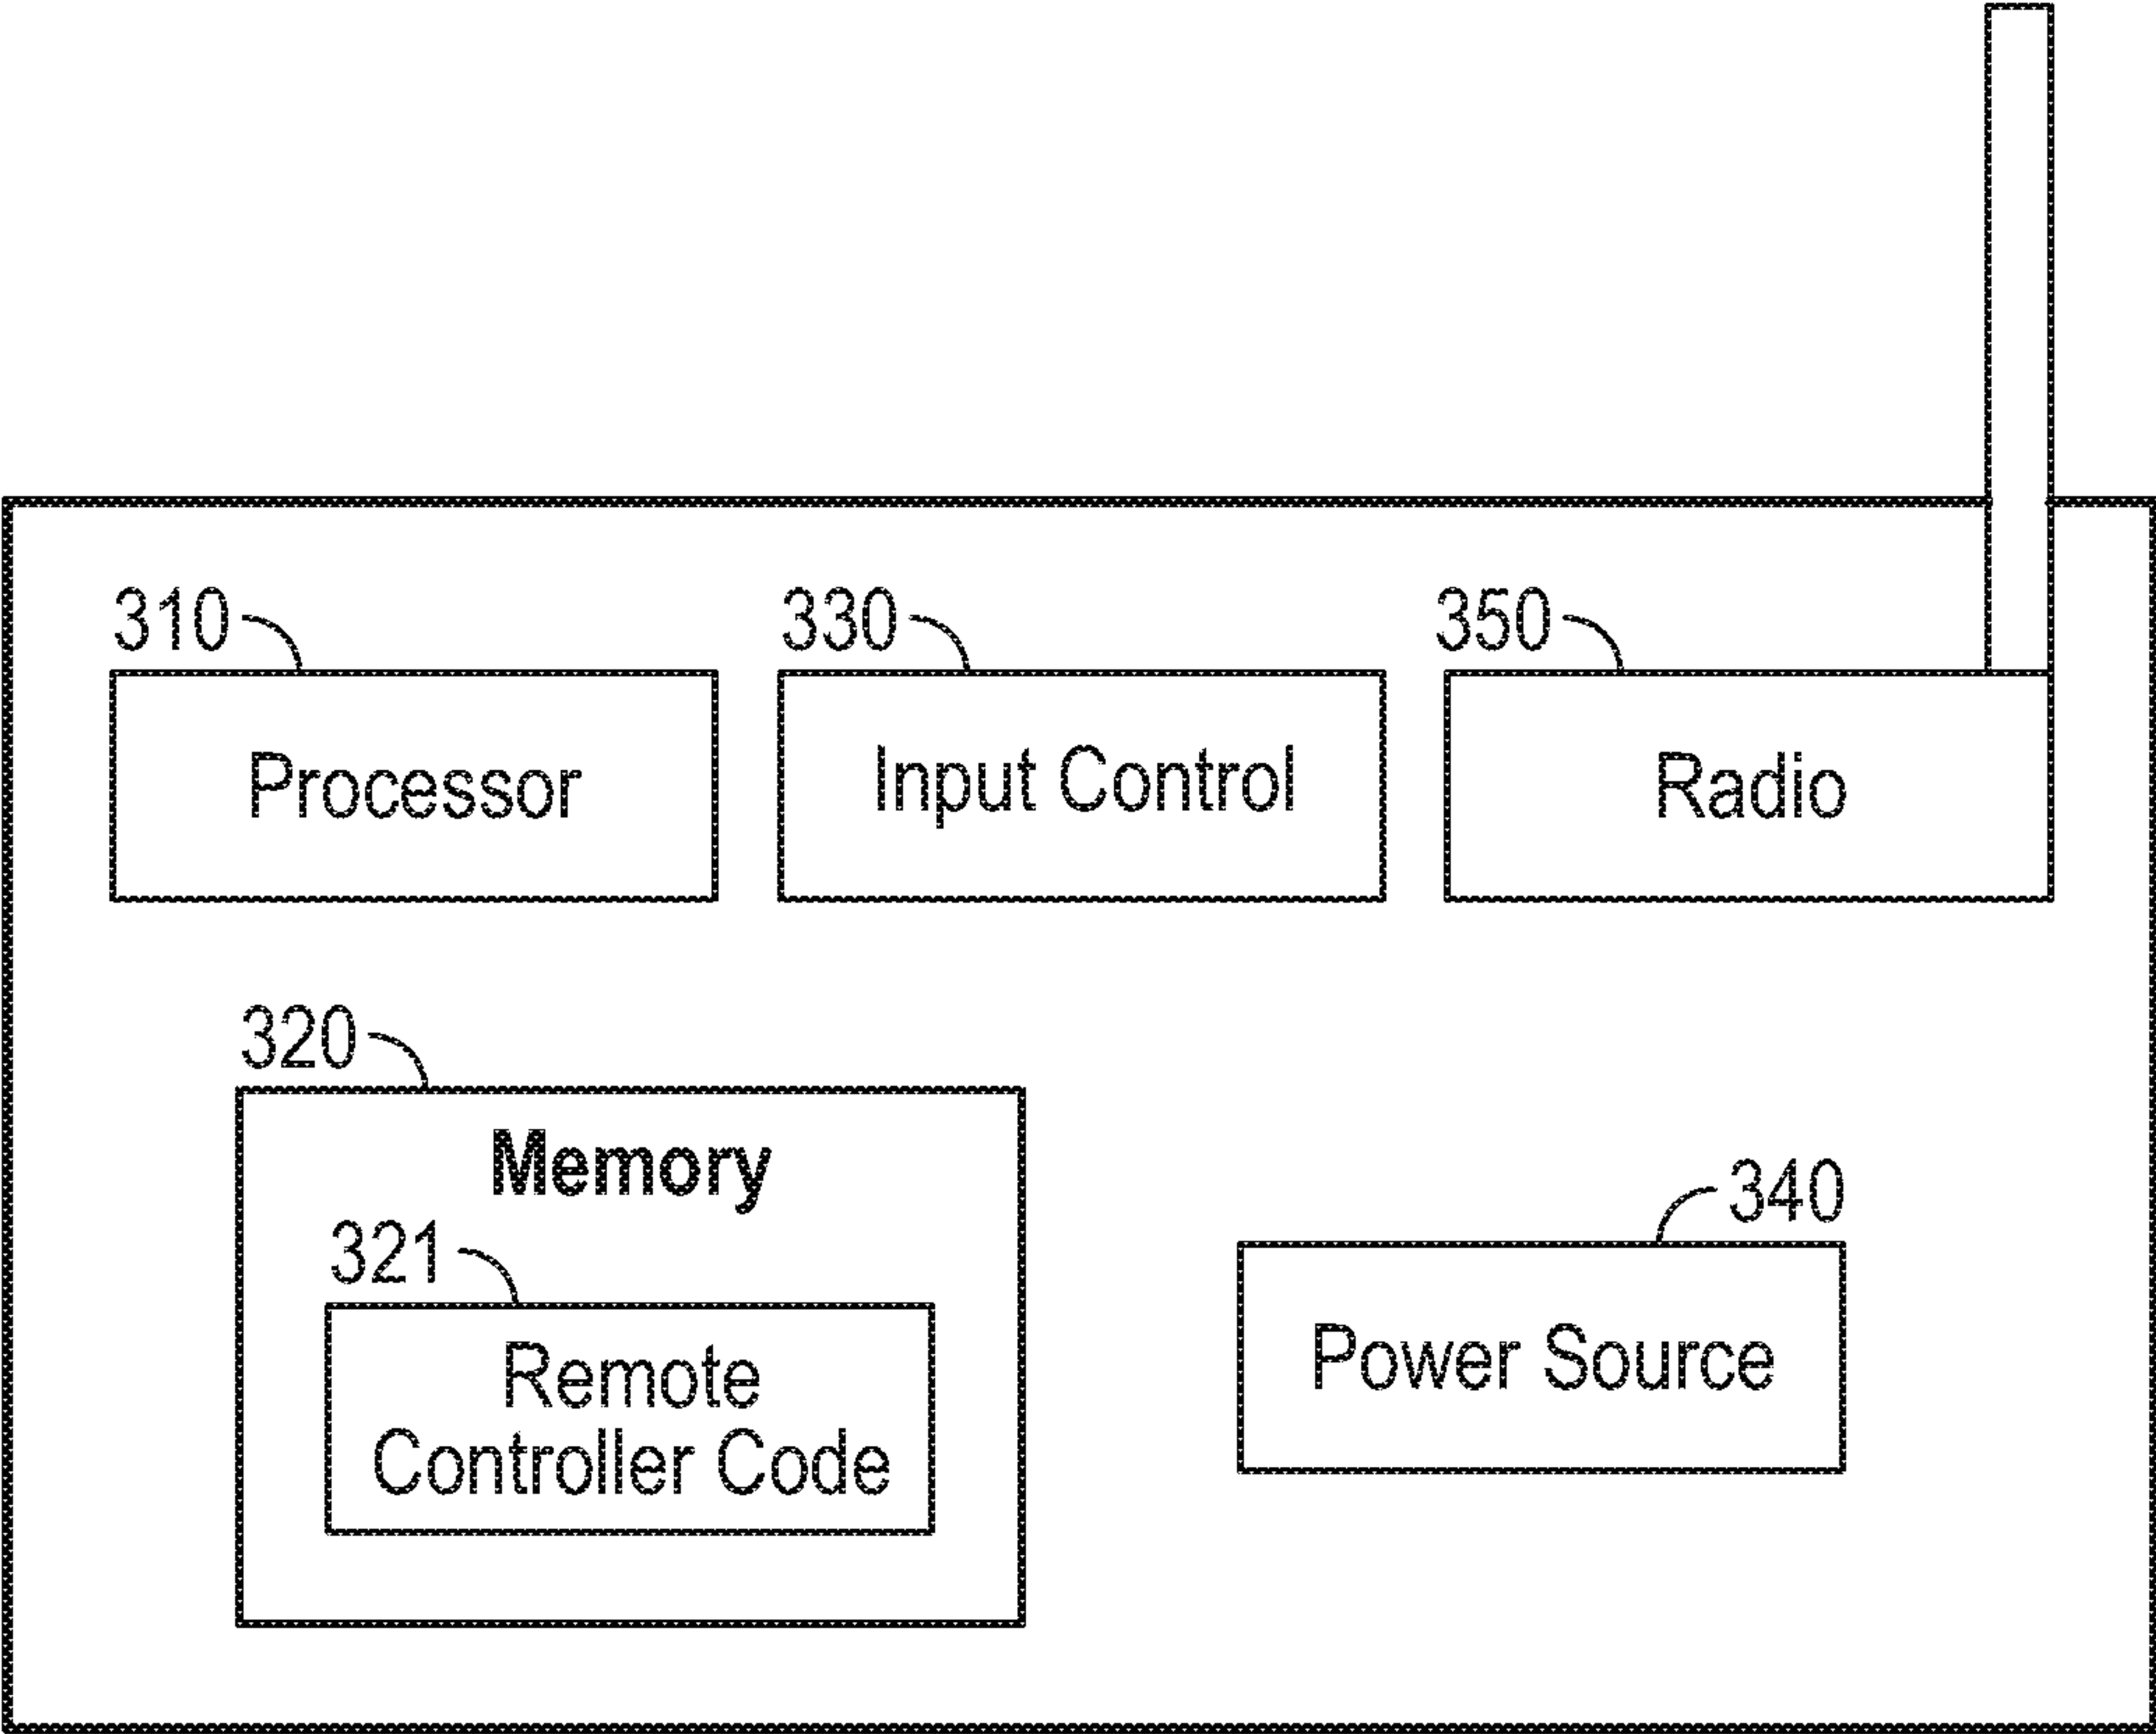 310
330
350
Processor
Input Control
Radio
320
Memory
321
Remote
Controller Code
340
Power Source